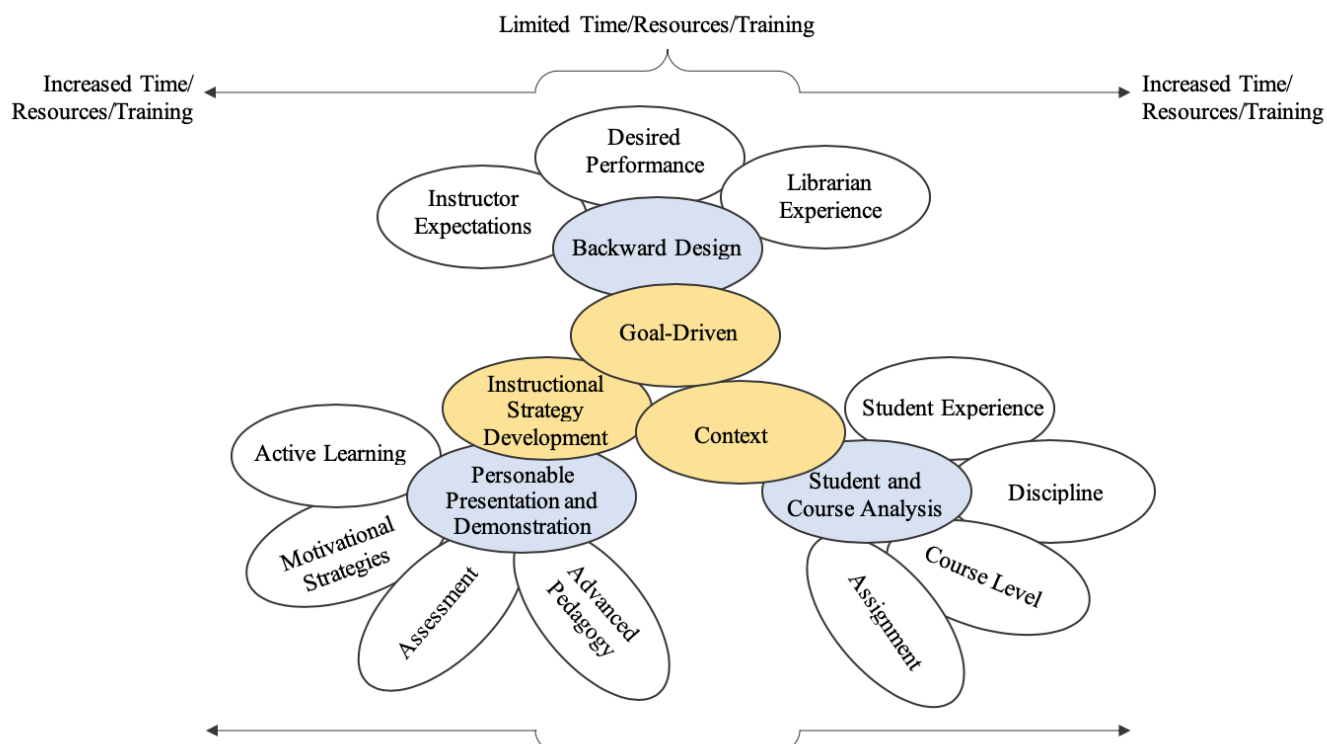 Limited Time/Resources/Training
Increased Time/
Resources/Training
Increased Time/
Resources/Training
Desired
Performance
Instructor
Expectations
Librarian
Experience
Backward Design
Goal-Driven
Instructional
Strategy
Development
Context
Student Experience
Active Learning
Personable
Presentation and
Demonstration
Student and
Course Analysis
Discipline
Motivational
Strategies
Assessment
Advanced
Pedagogy
Course Level
Assignment